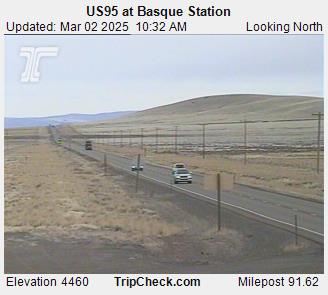 US95 at Basque Station
Updated: Mar 02 2025 10:32 AM Looking North
Elevation 4460 TripCheck.com Milepost 91.62